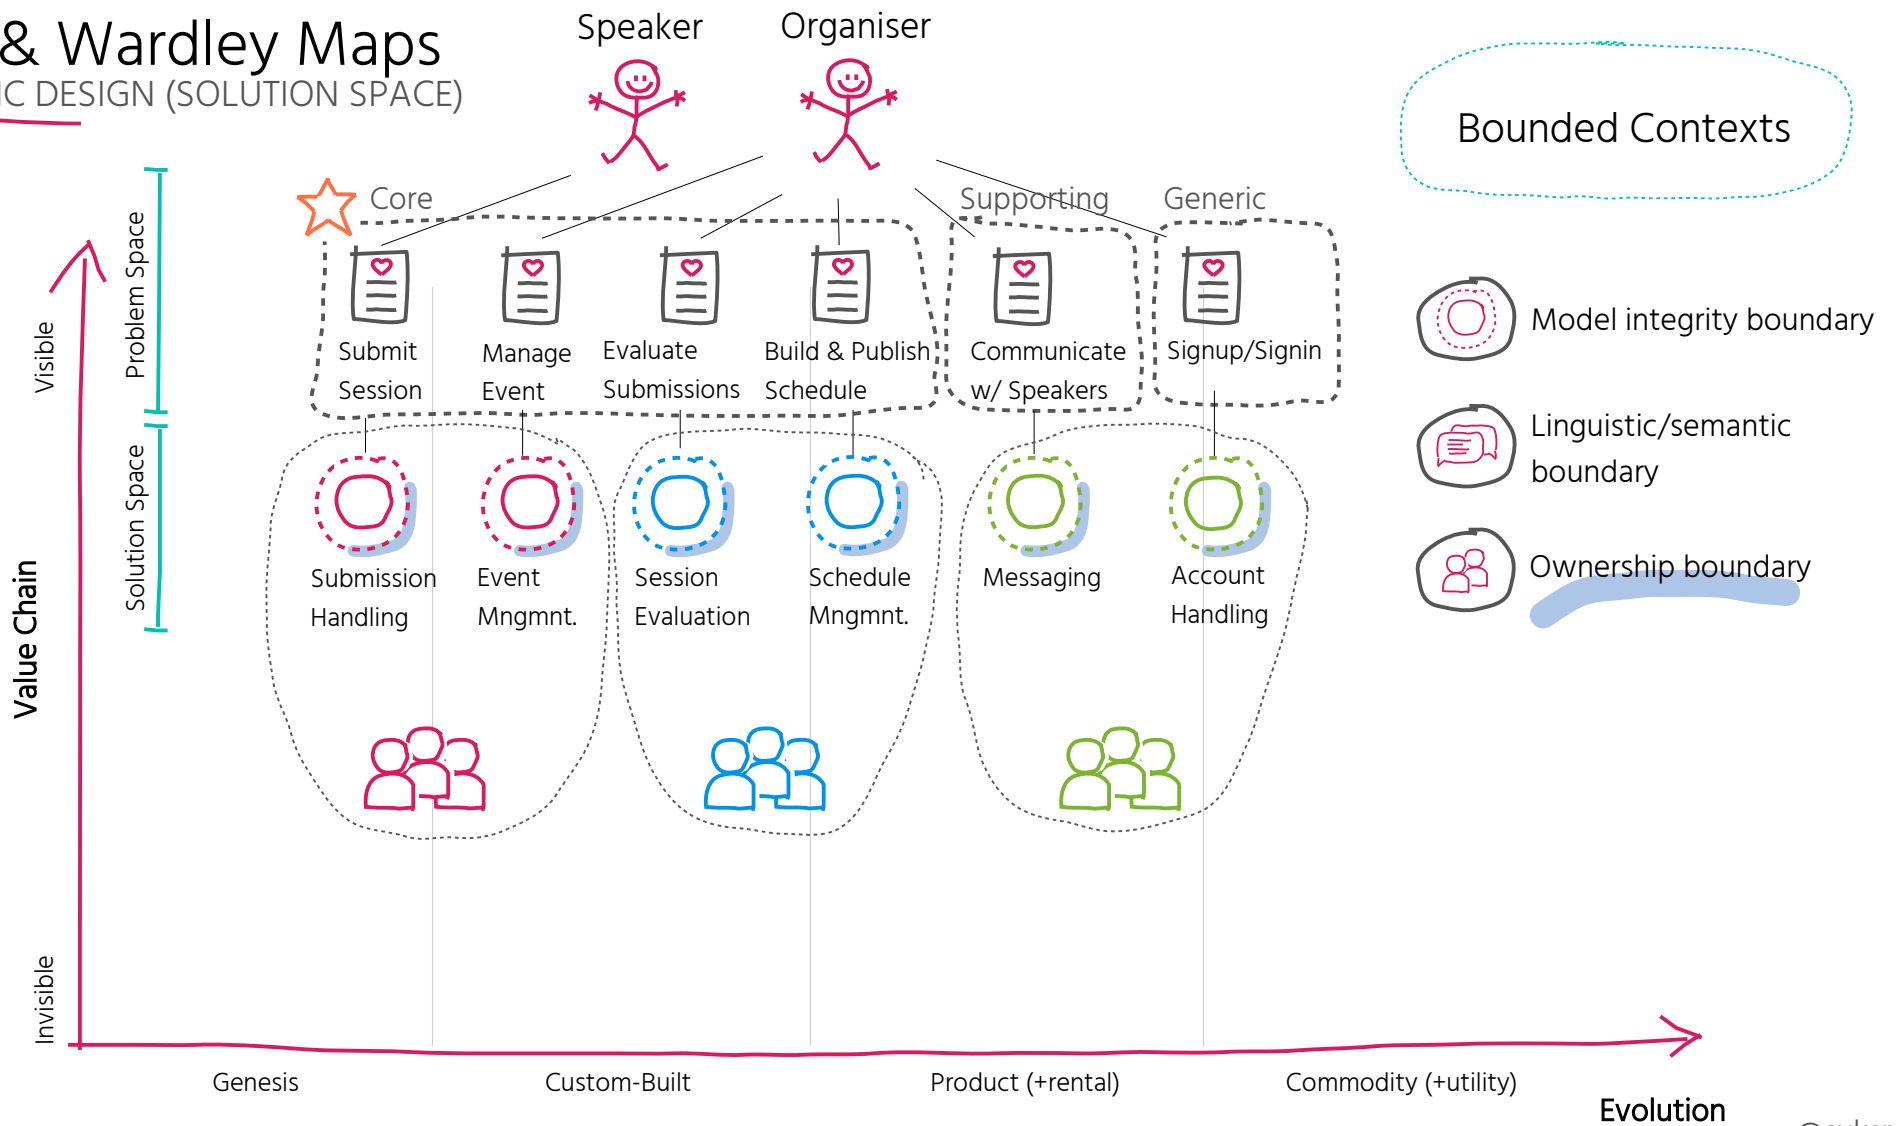 & Wardley Maps
IC DESIGN (SOLUTION SPACE)
Speaker
Organiser
Bounded Contexts
Core
Supporting
Generic
Problem Space
Visible
Submit
Session
Manage
Event
Evaluate
Submissions
Build & Publish
Schedule
Communicate
w/ Speakers
Signup/Signin
Model integrity boundary
Linguistic/semantic
boundary
Ownership boundary
Solution Space
Value Chain
Submission
Handling
Event
Mngmnt.
Session
Evaluation
Schedule
Mngmnt.
Messaging
Account
Handling
Invisible
Genesis
Custom-Built
Product (+rental)
Commodity (+utility)
Evolution